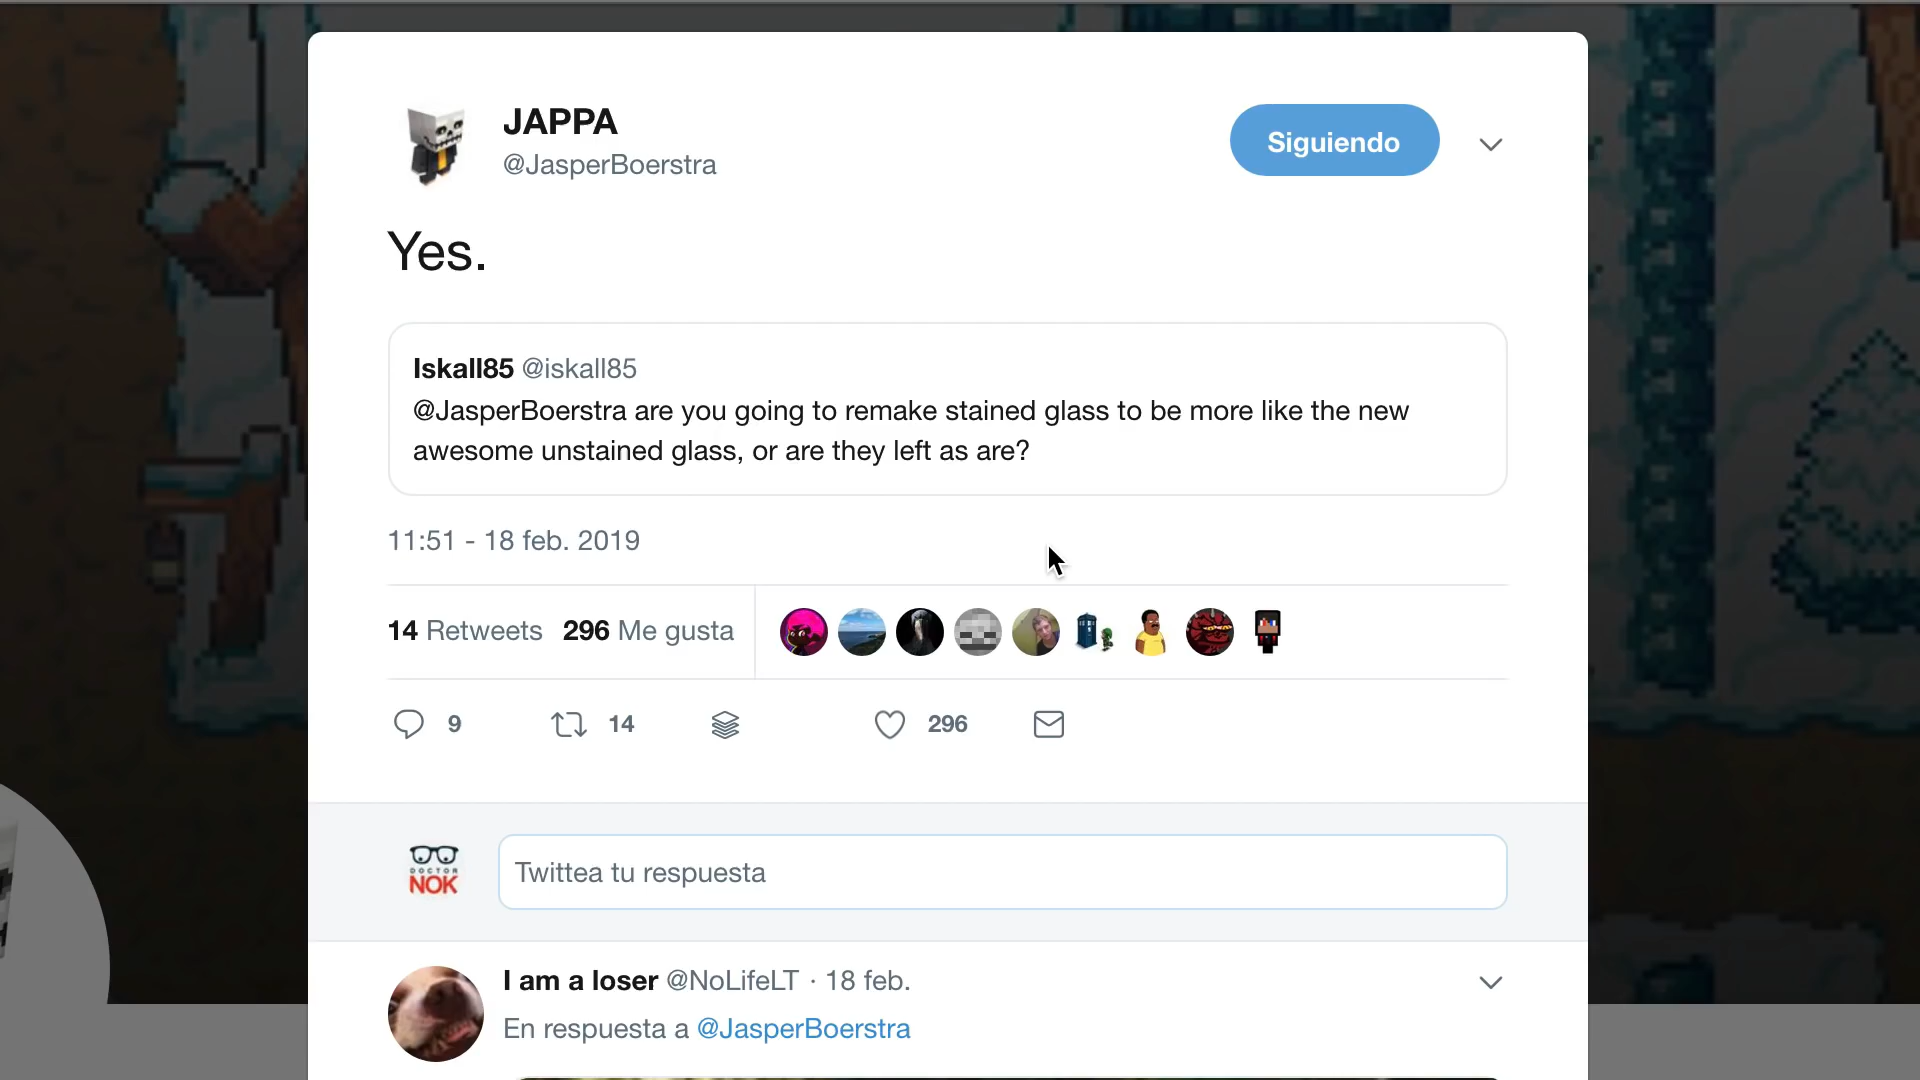 JAPPA
@JasperBoerstra
Siguiendo
Yes.
Iskall85 @iskall85
@JasperBoerstra are you going to remake stained glass to be more like the new
awesome unstained glass, or are they left as are?
11:51 - 18 feb. 2019
14 Retweets 296 Me gusta
9 14 296
DOCTOR
NOK
Twittea tu respuesta
I am a loser @NoLifeLT · 18 feb.
En respuesta a @JasperBoerstra